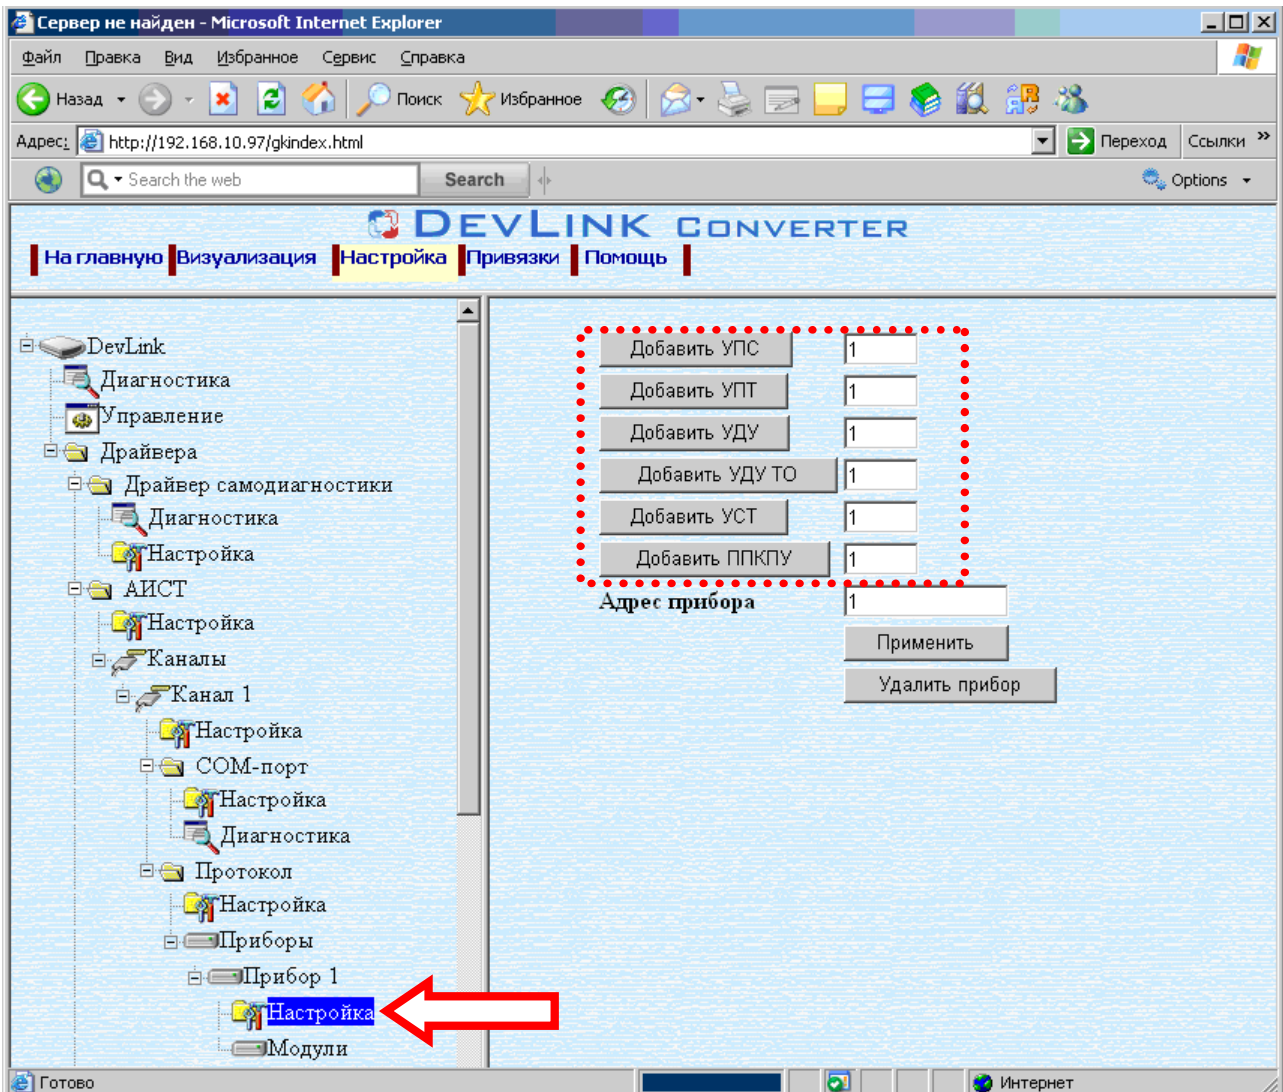 Сервер не найден - Microsoft Internet Explorer
Файл Правка Вид Избранное Сервис Справка
Назад Поиск Избранное
Адрес: http://192.168.10.97/gkindex.html Переход Ссылки »
Search the web Search Options
DEVLINK CONVERTER
На главную Визуализация Настройка Привязки Помощь
DevLink
Диагностика
Управление
Драйвера
Драйвер самодиагностики
Диагностика
Настройка
АИСТ
Настройка
Каналы
Канал 1
Настройка
COM-порт
Настройка
Диагностика
Протокол
Настройка
Приборы
Прибор 1
Настройка
Модули
Добавить УПС 1
Добавить УПТ 1
Добавить УДУ 1
Добавить УДУ ТО 1
Добавить УСТ 1
Добавить ППКПУ 1
Адрес прибора 1
Применить
Удалить прибор
Готово Интернет